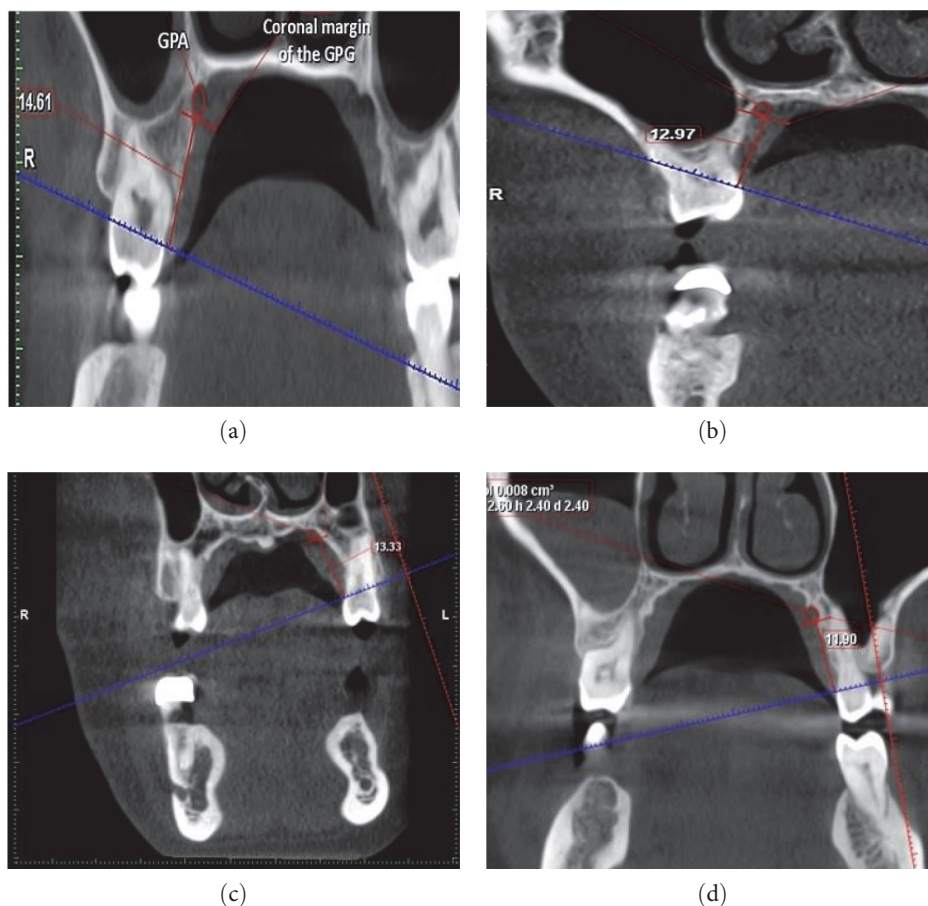 GPA
Coronal margin
of the GPG
14.61
R
(a)
12.97
R
(b)
13.33
R
L
(c)
0.008 cm³
2.60 h 2.40 d 2.40
11.90
(d)